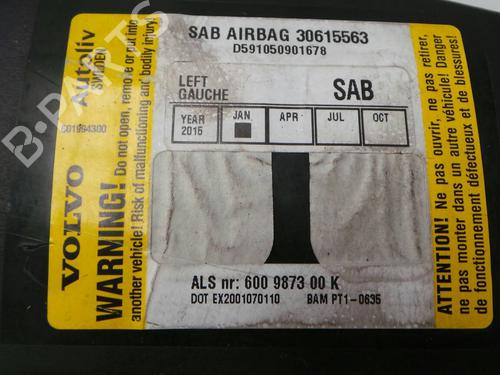 SAB AIRBAG 30615563
D591050901678
LEFT
GAUCHE
SAB
YEAR
2015
JAN
APR
JUL
OCT
ALS nr: 600 9873 00 K
DOT EX2001070110
BAM PT1-0635
VOLVO
Autoliv
SWEDEN
601994300
WARNING! Do not open, remove or put into
another vehicle! Risk of malfunctioning and bodily injury!
ATTENTION! Ne pas ouvrir, ne pas retirer,
ne pas monter dans un autre véhicule! Danger
de fonctionnement défectueux et de blessures!
B-PARTS